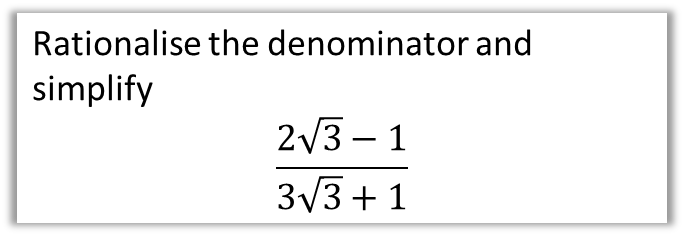 Rationalise the denominator and
simplify
2√3 − 1
3√3 + 1